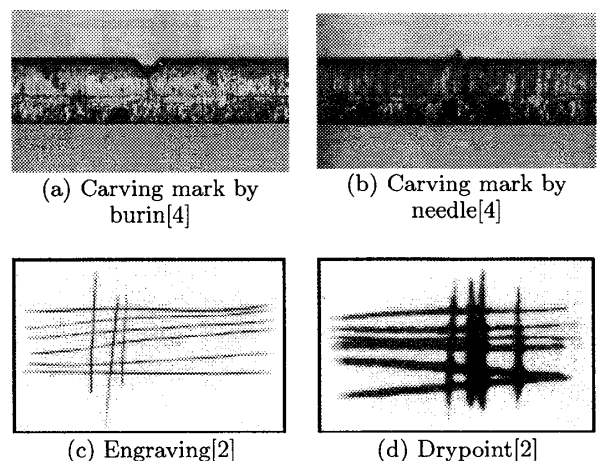 (a) Carving mark by
burin[4]
(b) Carving mark by
needle[4]
(c) Engraving[2]
(d) Drypoint[2]